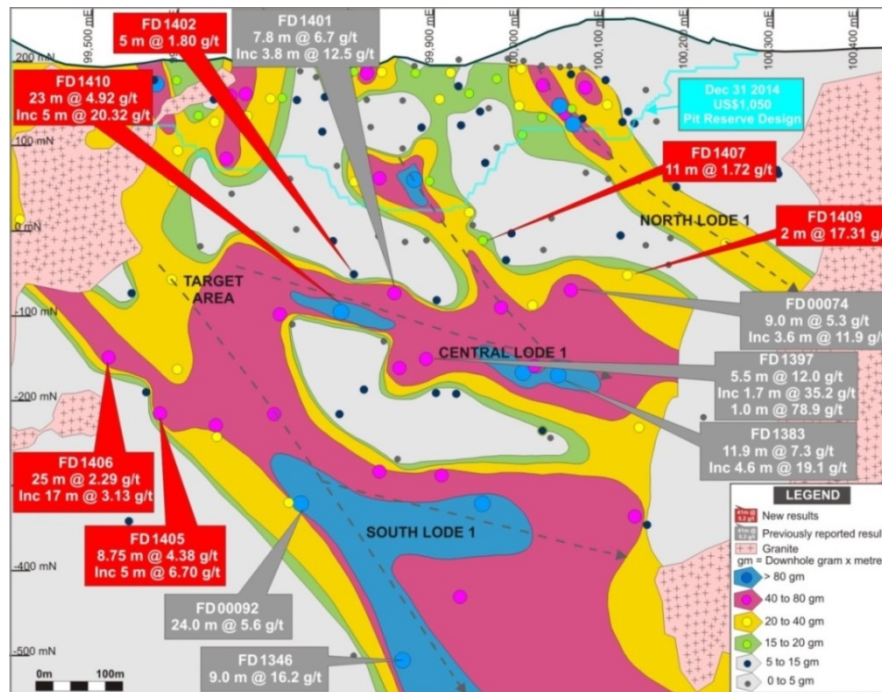 99,500 mE
99,900 mE
100,000 mE
100,100 mE
100,300 mE
100,400 mE
200 mN
100 mN
0 mN
-100 mN
-200 mN
-400 mN
-500 mN
FD1402
5 m @ 1.80 g/t
FD1401
7.8 m @ 6.7 g/t
Inc 3.8 m @ 12.5 g/t
FD1410
23 m @ 4.92 g/t
Inc 5 m @ 20.32 g/t
Dec 31 2014
US$1,050
Pit Reserve Design
FD1407
11 m @ 1.72 g/t
NORTH LODE 1
FD1409
2 m @ 17.31 g/t
TARGET
AREA
FD00074
9.0 m @ 5.3 g/t
Inc 3.6 m @ 11.9 g/t
CENTRAL LODE 1
FD1397
5.5 m @ 12.0 g/t
Inc 1.7 m @ 35.2 g/t
1.0 m @ 78.9 g/t
FD1383
11.9 m @ 7.3 g/t
Inc 4.6 m @ 19.1 g/t
FD1406
25 m @ 2.29 g/t
Inc 17 m @ 3.13 g/t
FD1405
8.75 m @ 4.38 g/t
Inc 5 m @ 6.70 g/t
SOUTH LODE 1
FD00092
24.0 m @ 5.6 g/t
FD1346
9.0 m @ 16.2 g/t
0m 100m
LEGEND
New results
Previously reported result
Granite
gm = Downhole gram x metre
> 80 gm
40 to 80 gm
20 to 40 gm
15 to 20 gm
5 to 15 gm
0 to 5 gm